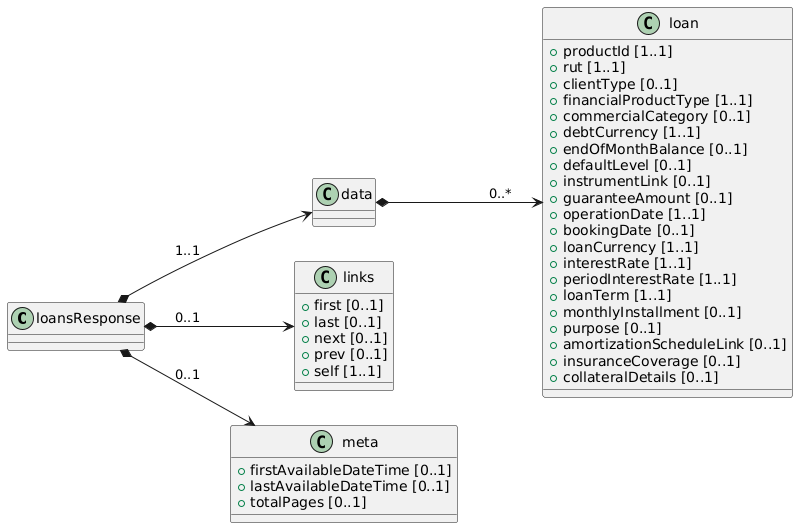 C loan
productId [1..1]
rut [1..1]
clientType [0..1]
financialProductType [1..1]
commercialCategory [0..1]
debtCurrency [1..1]
endOfMonthBalance [0..1]
defaultLevel [0..1]
instrumentLink [0..1]
guaranteeAmount [0..1]
operationDate [1..1]
bookingDate [0..1]
loanCurrency [1..1]
interestRate [1..1]
periodInterestRate [1..1]
loanTerm [1..1]
monthlyInstallment [0..1]
purpose [0..1]
amortizationScheduleLink [0..1]
insuranceCoverage [0..1]
collateralDetails [0..1]
C data
0..*
1..1
C links
first [0..1]
last [0..1]
next [0..1]
prev [0..1]
self [1..1]
C loansResponse
0..1
0..1
C meta
firstAvailableDateTime [0..1]
lastAvailableDateTime [0..1]
totalPages [0..1]